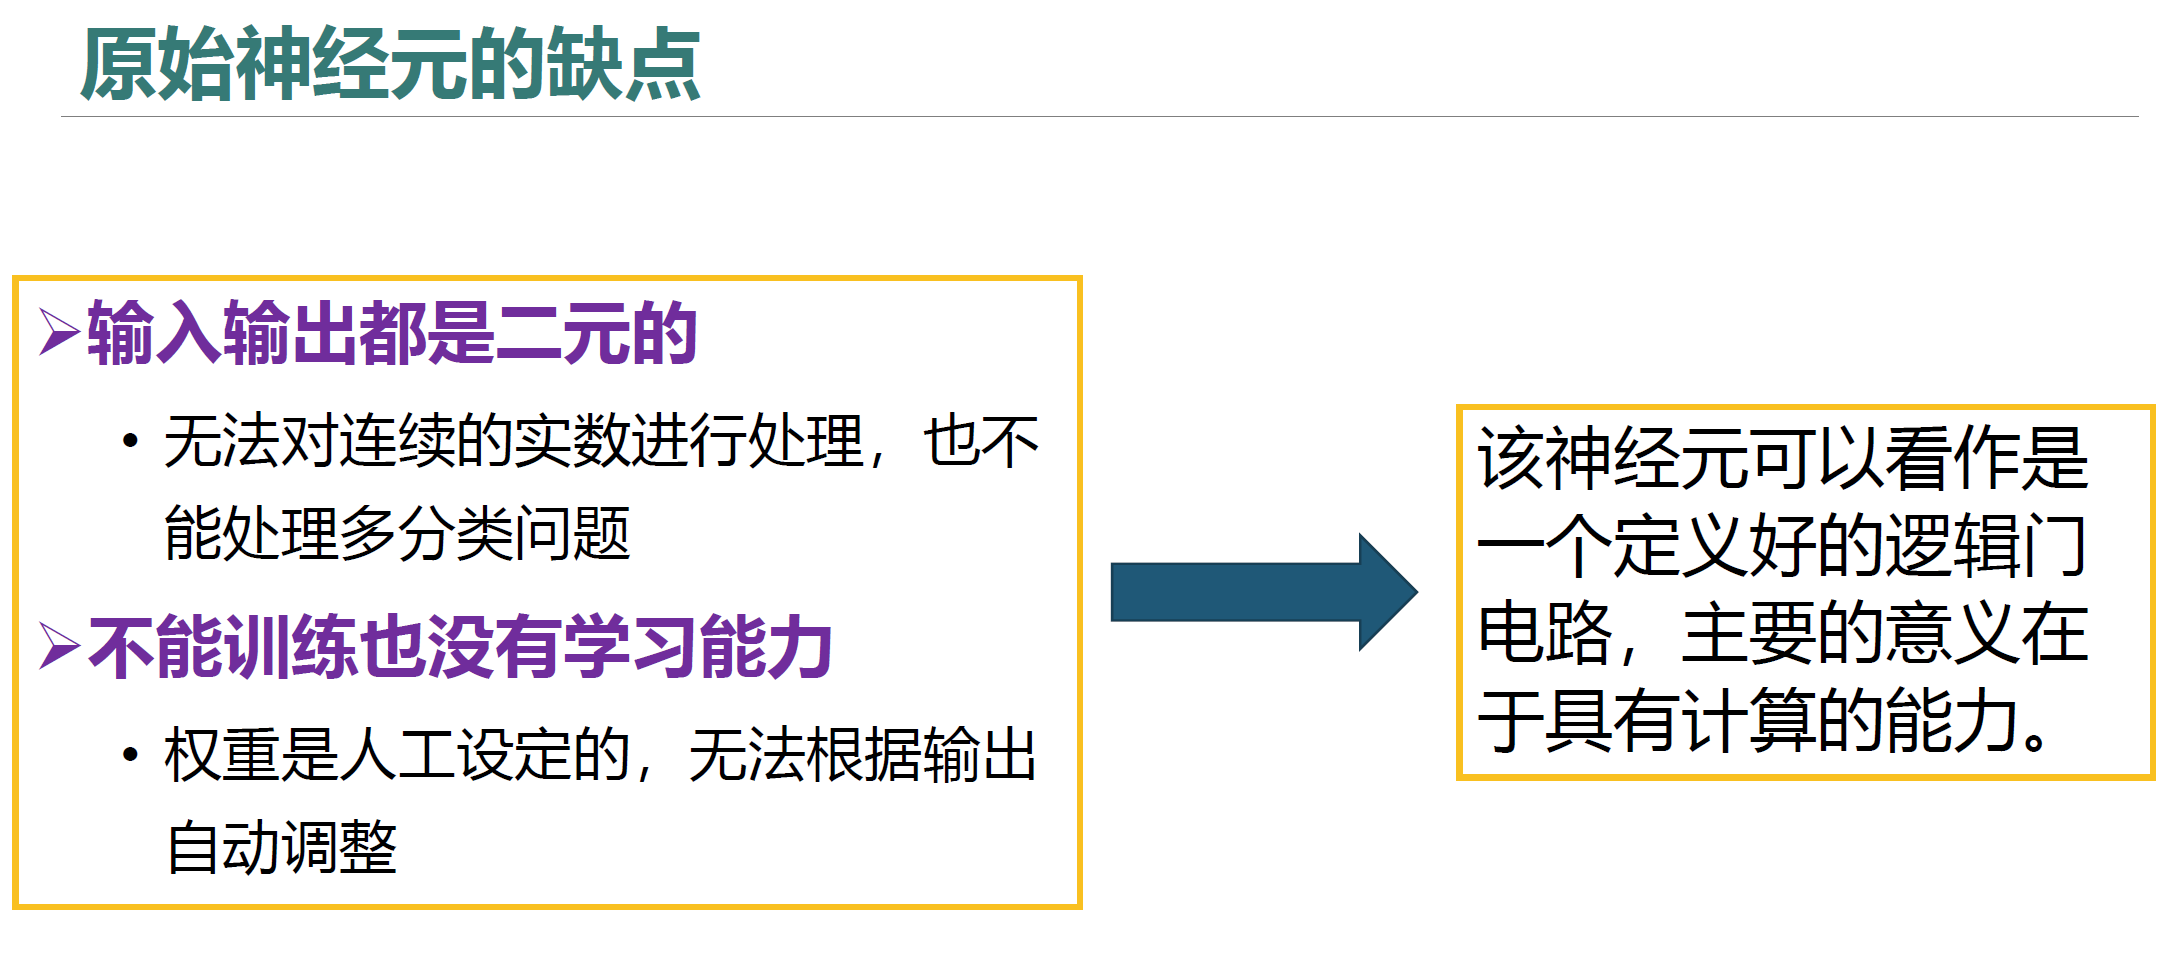 原始神经元的缺点
➢输入输出都是二元的
• 无法对连续的实数进行处理，也不
能处理多分类问题
➢不能训练也没有学习能力
• 权重是人工设定的，无法根据输出
自动调整
该神经元可以看作是
一个定义好的逻辑门
电路，主要的意义在
于具有计算的能力。